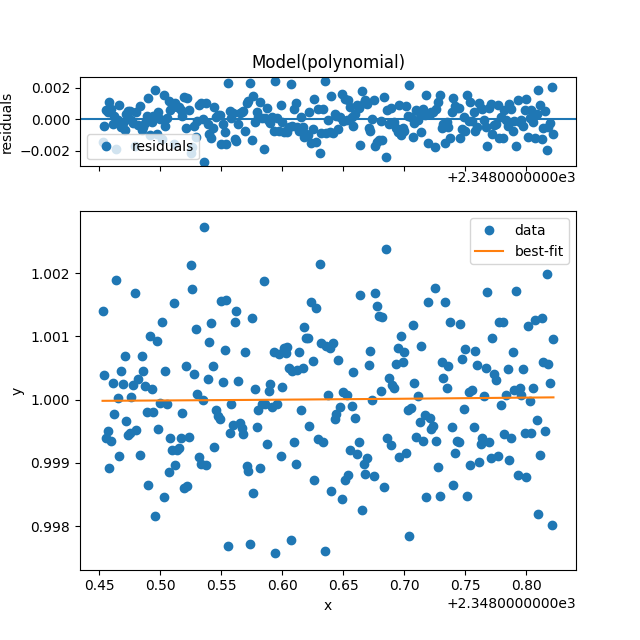 Model(polynomial)
residuals
0.002
0.000
−0.002
residuals
+2.3480000000e3
data
best-fit
y
1.002
1.001
1.000
0.999
0.998
0.45
0.50
0.55
0.60
0.65
0.70
0.75
0.80
x
+2.3480000000e3